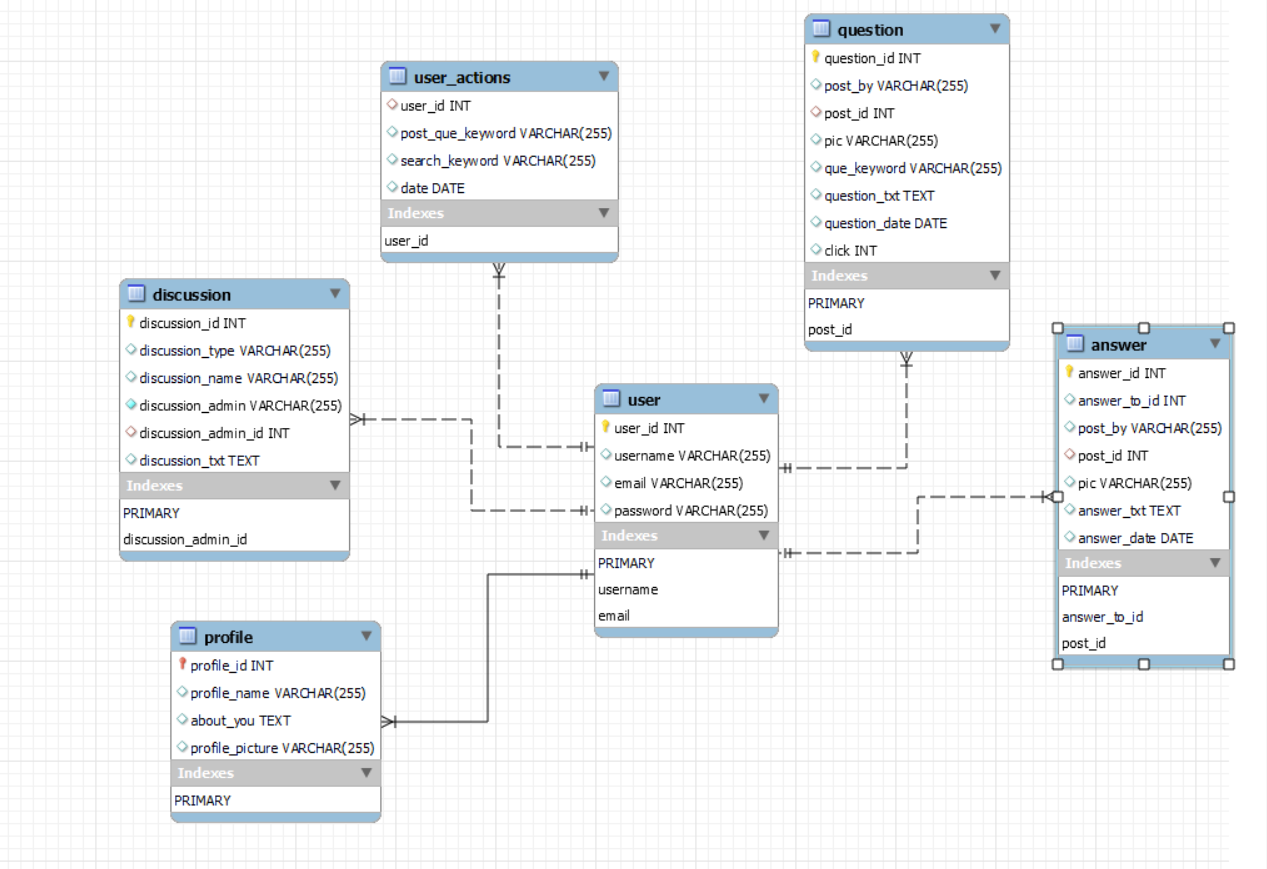 user_actions
user_id INT
post_que_keyword VARCHAR(255)
search_keyword VARCHAR(255)
date DATE
Indexes
user_id
question
question_id INT
post_by VARCHAR(255)
post_id INT
pic VARCHAR(255)
que_keyword VARCHAR(255)
question_txt TEXT
question_date DATE
click INT
Indexes
PRIMARY
post_id
discussion
discussion_id INT
discussion_type VARCHAR(255)
discussion_name VARCHAR(255)
discussion_admin VARCHAR(255)
discussion_admin_id INT
discussion_txt TEXT
Indexes
PRIMARY
discussion_admin_id
user
user_id INT
username VARCHAR(255)
email VARCHAR(255)
password VARCHAR(255)
Indexes
PRIMARY
username
email
answer
answer_id INT
answer_to_id INT
post_by VARCHAR(255)
post_id INT
pic VARCHAR(255)
answer_txt TEXT
answer_date DATE
Indexes
PRIMARY
answer_to_id
post_id
profile
profile_id INT
profile_name VARCHAR(255)
about_you TEXT
profile_picture VARCHAR(255)
Indexes
PRIMARY